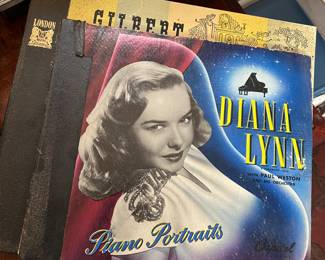 LONDON
GILBERT
DIANA
LYNN
WITH PAUL WESTON
AND HIS ORCHESTRA
Piano Portraits
Capitol